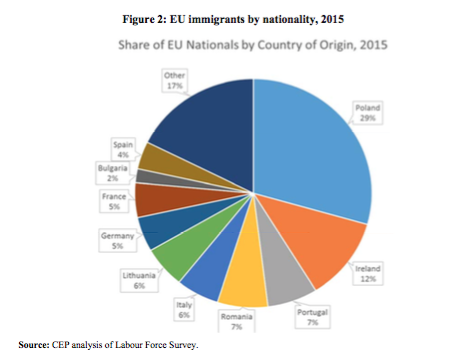 Figure 2: EU immigrants by nationality, 2015
Share of EU Nationals by Country of Origin, 2015
Other
17%
Poland
29%
Spain
4%
Bulgaria
2%
France
5%
Germany
5%
Lithuania
6%
Italy
6%
Romania
7%
Portugal
7%
Ireland
12%
Source: CEP analysis of Labour Force Survey.